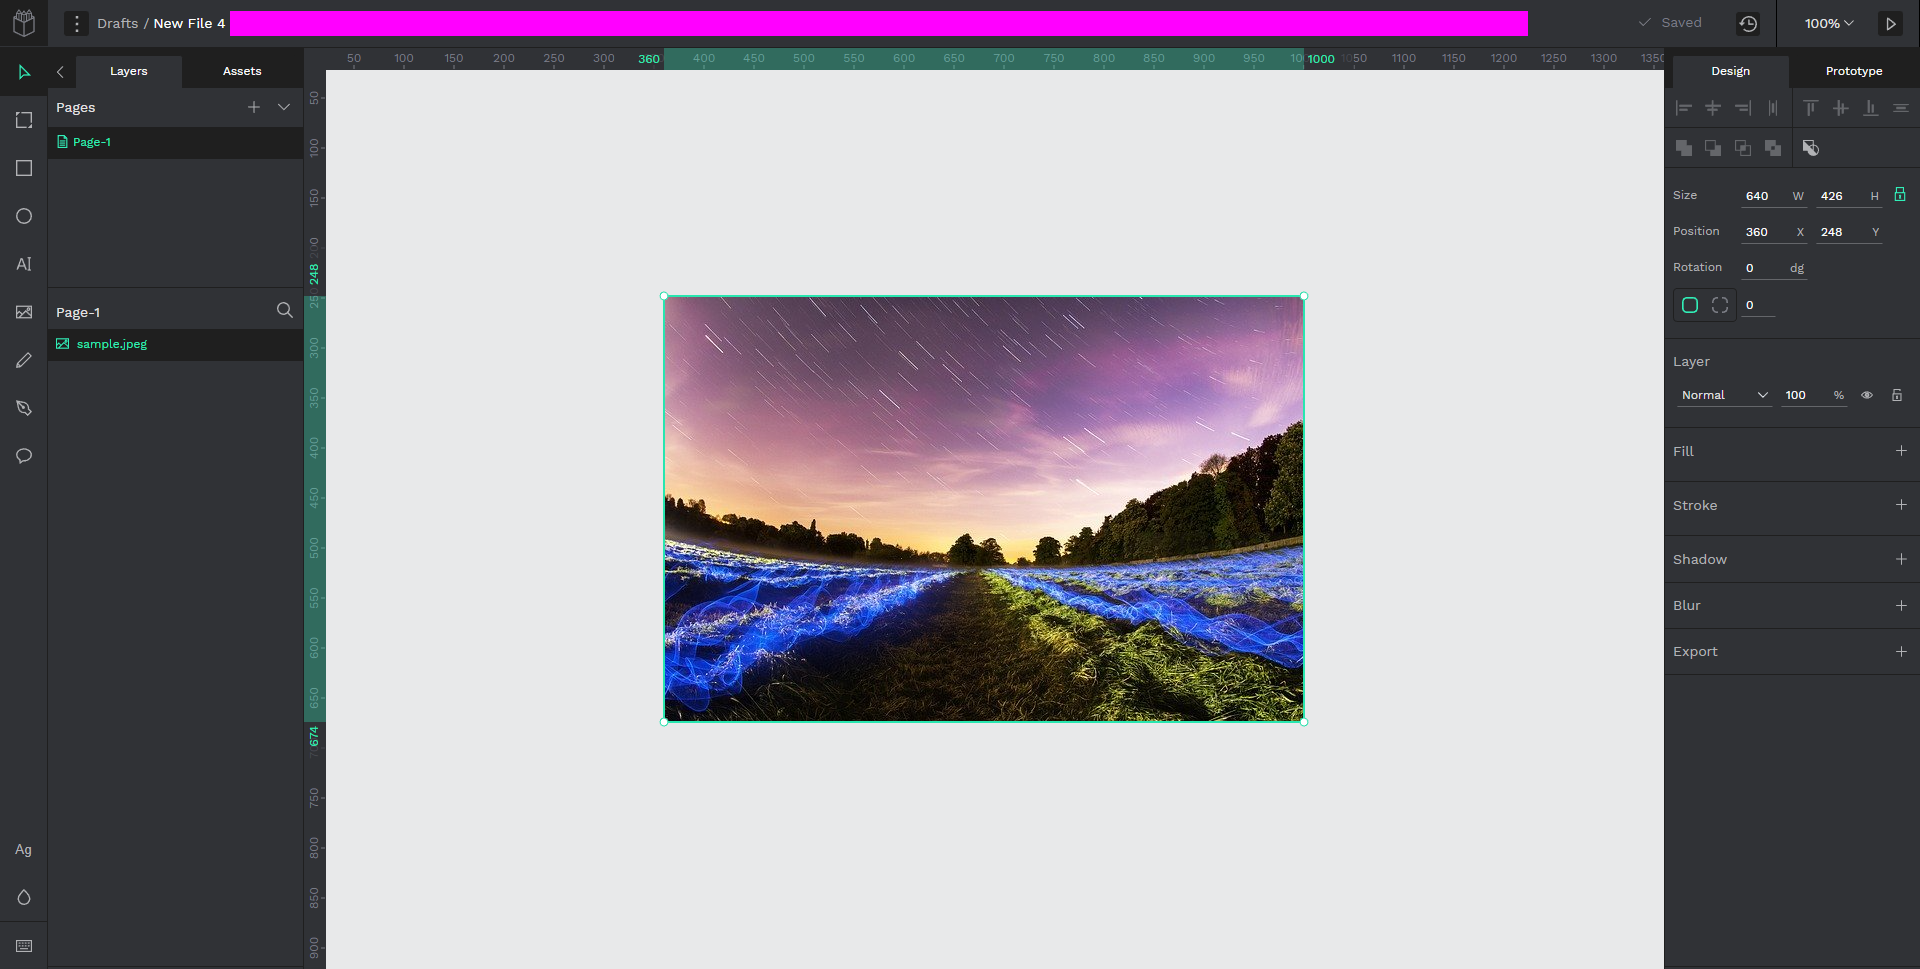 Drafts / New File 4
Saved
100%
Layers
Assets
Pages
Page-1
Page-1
sample.jpeg
AI
Ag
50 100 150 200 250 300 360 400 450 500 550 600 650 700 750 800 850 900 950 1000 1100 1150 1200 1250 1300 1350
50
100
150
200
248
300
350
400
450
500
550
600
650
674
750
800
850
900
Design
Prototype
Size 640 W 426 H
Position 360 X 248 Y
Rotation 0 dg
0
Layer
Normal 100 %
Fill
Stroke
Shadow
Blur
Export